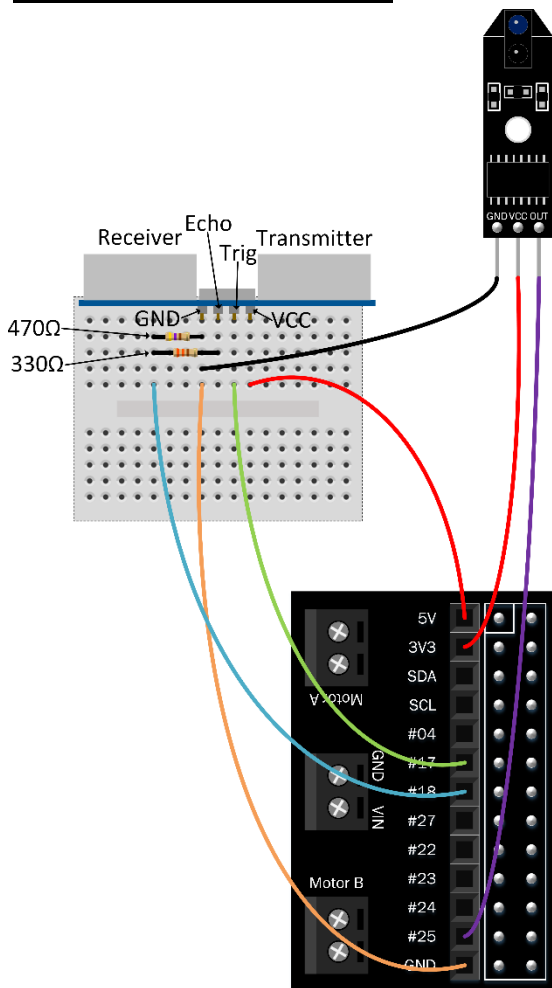 GND VCC OUT
Echo
Receiver
Transmitter
Trig
GND
VCC
470Ω
330Ω
5V
3V3
SDA
SCL
#04
#17
#18
#27
#22
#23
#24
#25
GND
Motor A
GND
VIN
Motor B